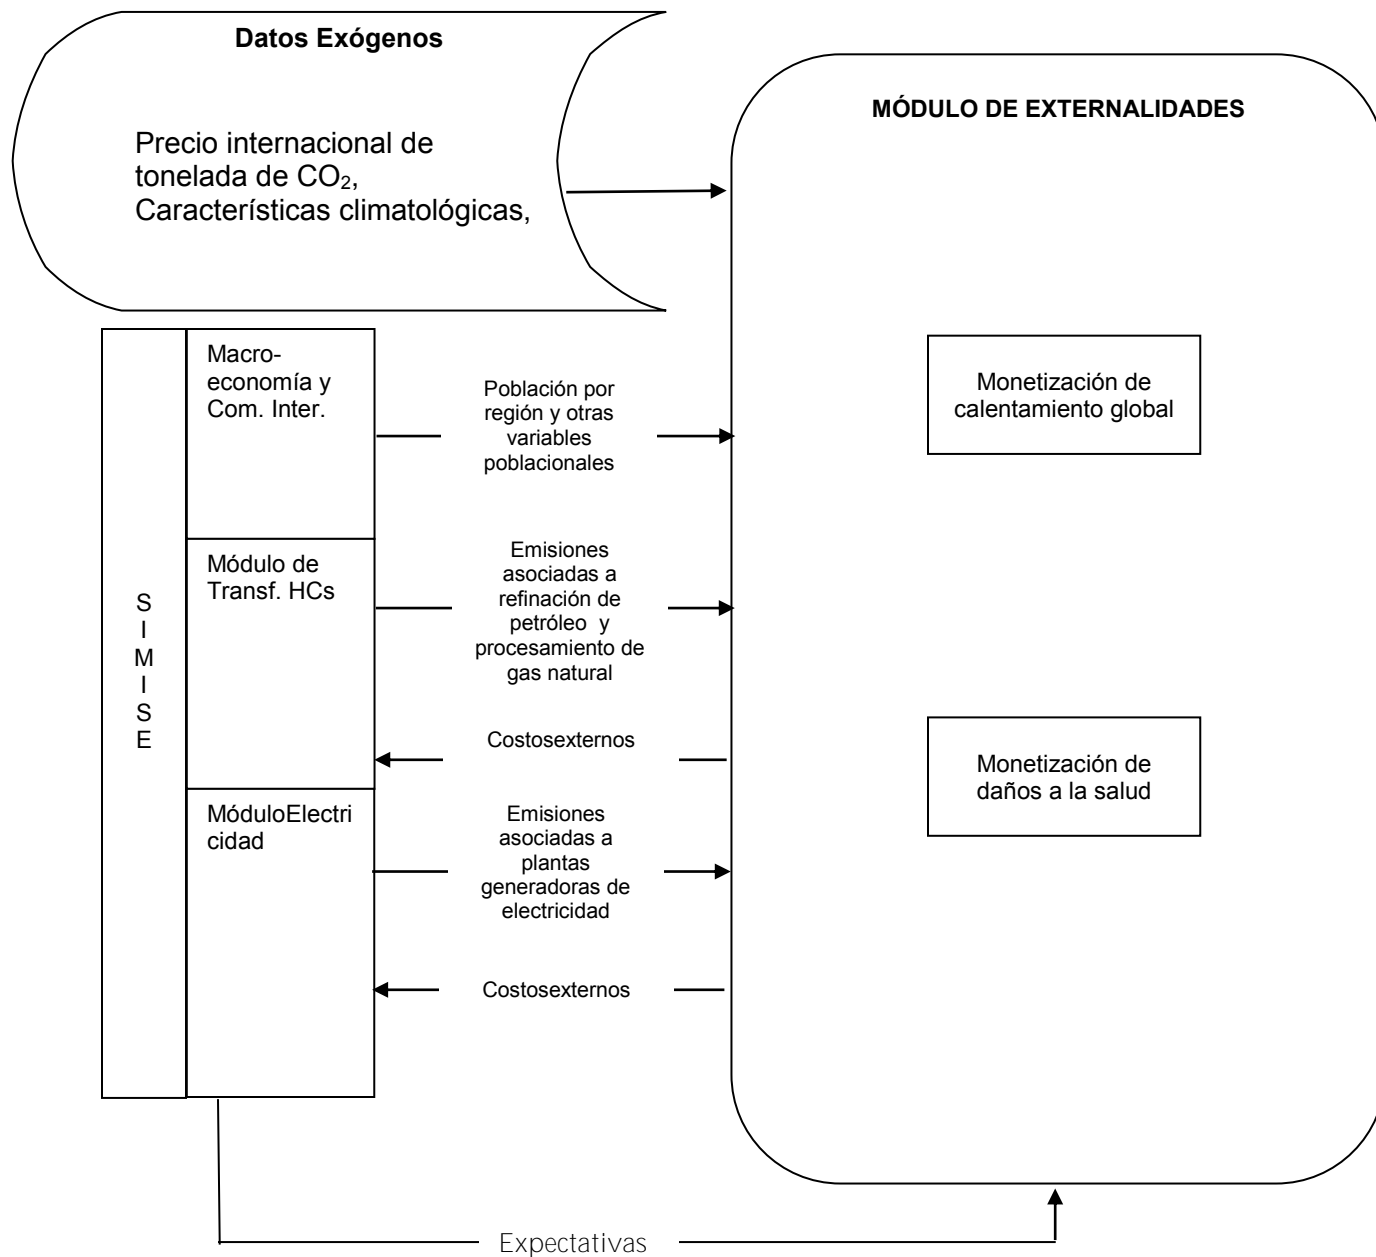 Datos Exógenos
Precio internacional de
tonelada de CO₂,
Características climatológicas,
MÓDULO DE EXTERNALIDADES
S
I
M
I
S
E
Macro-
economía y
Com. Inter.
Población por
región y otras
variables
poblacionales
Monetización de
calentamiento global
Módulo de
Transf. HCs
Emisiones
asociadas a
refinación de
petróleo y
procesamiento de
gas natural
Costosexternos
Monetización de
daños a la salud
MóduloElectri
cidad
Emisiones
asociadas a
plantas
generadoras de
electricidad
Costosexternos
Expectativas